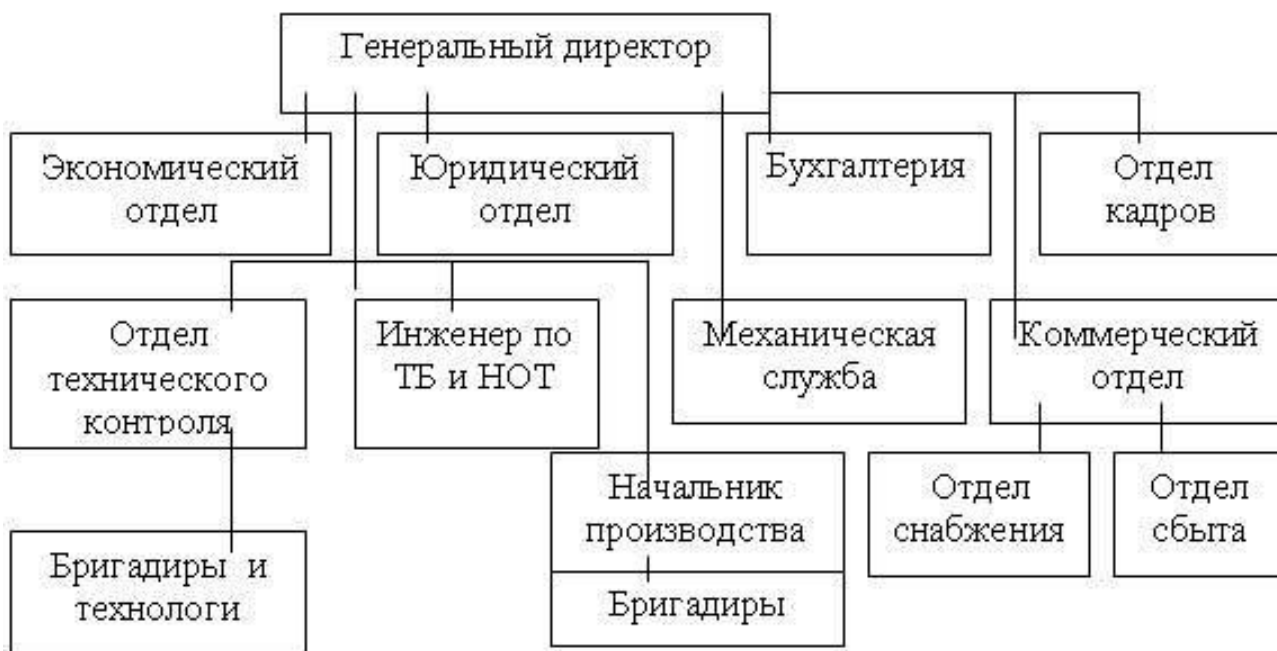 Генеральный директор
Экономический
отдел
Юридический
отдел
Бухгалтерия
Отдел
кадров
Отдел
технического
контроля
Инженер по
ТБ и НОТ
Механическая
служба
Коммерческий
отдел
Начальник
производства
Бригадиры
Отдел
снабжения
Отдел
сбыта
Бригадиры и
технологи